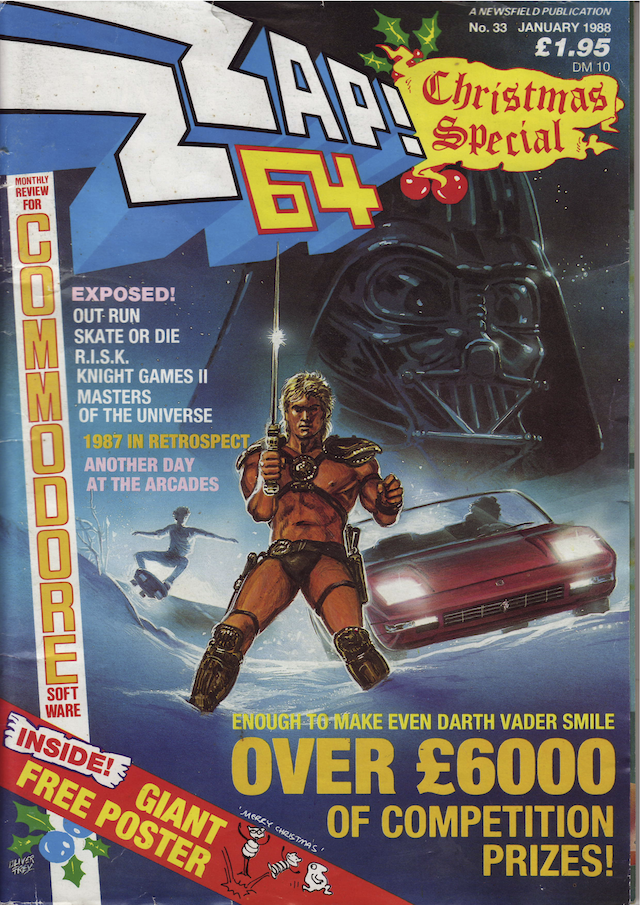 A NEWSFIELD PUBLICATION
No. 33 JANUARY 1988
£1.95
DM 10
ZZAP!
64
Christmas
Special
MONTHLY
REVIEW
FOR
COMMODORE
SOFT
WARE
EXPOSED!
OUT RUN
SKATE OR DIE
R.I.S.K.
KNIGHT GAMES II
MASTERS
OF THE UNIVERSE
1987 IN RETROSPECT
ANOTHER DAY
AT THE ARCADES
ENOUGH TO MAKE EVEN DARTH VADER SMILE
OVER £6000
OF COMPETITION
PRIZES!
INSIDE!
GIANT
FREE POSTER
'MERRY CHRISTMAS'
OLIVER
FREY